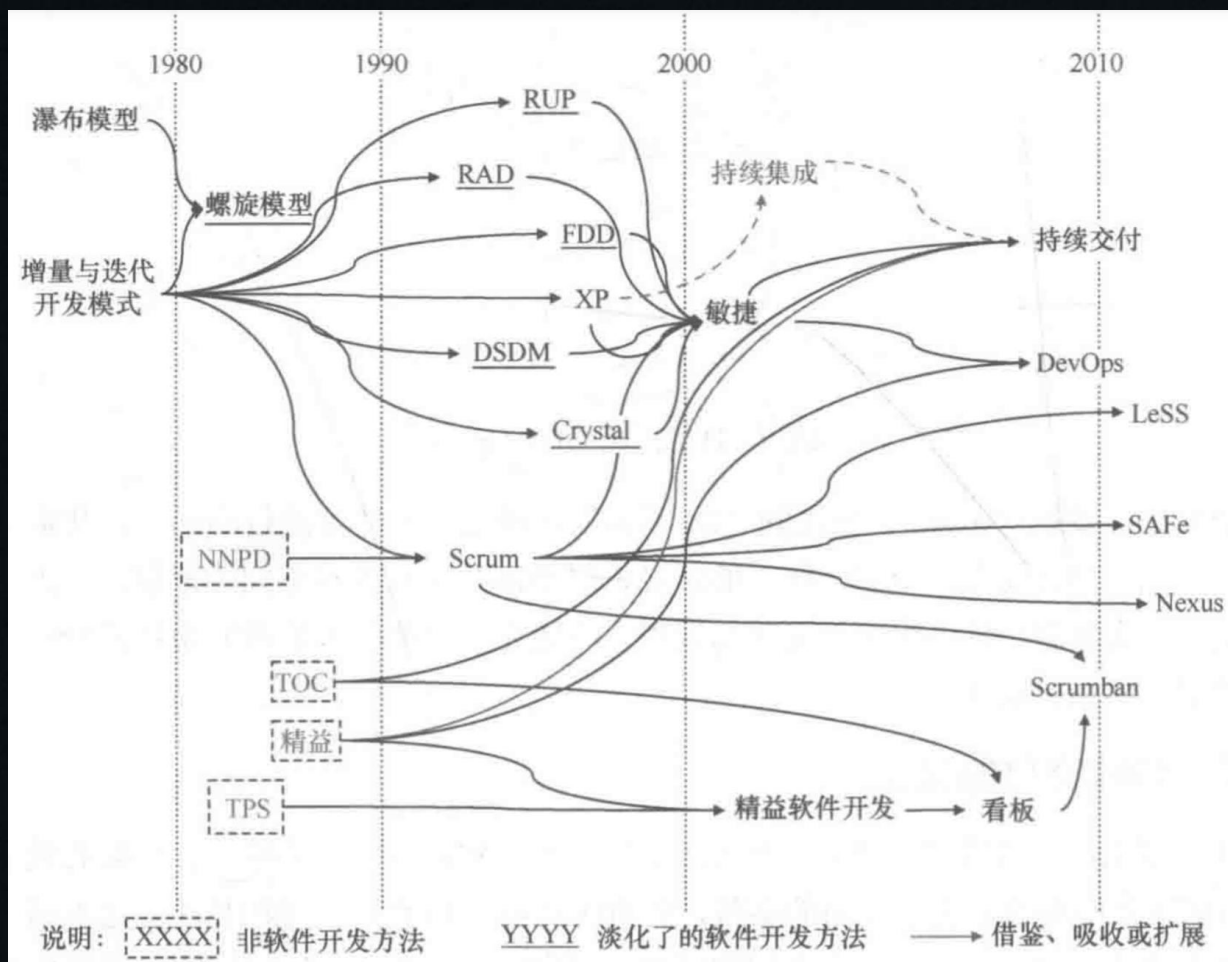 1980 1990 2000 2010
瀑布模型
RUP
RAD
持续集成
螺旋模型
FDD
持续交付
增量与迭代
开发模式
XP
敏捷
DSDM
DevOps
Crystal
LeSS
SAFe
NNPD
Scrum
Nexus
TOC
Scrumban
精益
TPS
精益软件开发
看板
说明: XXXX 非软件开发方法 YYYY 淡化了的软件开发方法 借鉴、吸收或扩展